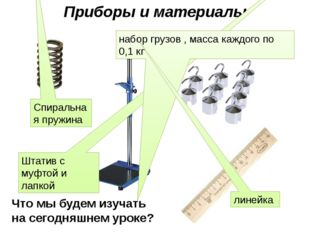 Приборы и материалы
набор грузов , масса каждого по
0,1 кг
Спиральна
я пружина
Штатив с
муфтой и
лапкой
линейка
Что мы будем изучать
на сегодняшнем уроке?